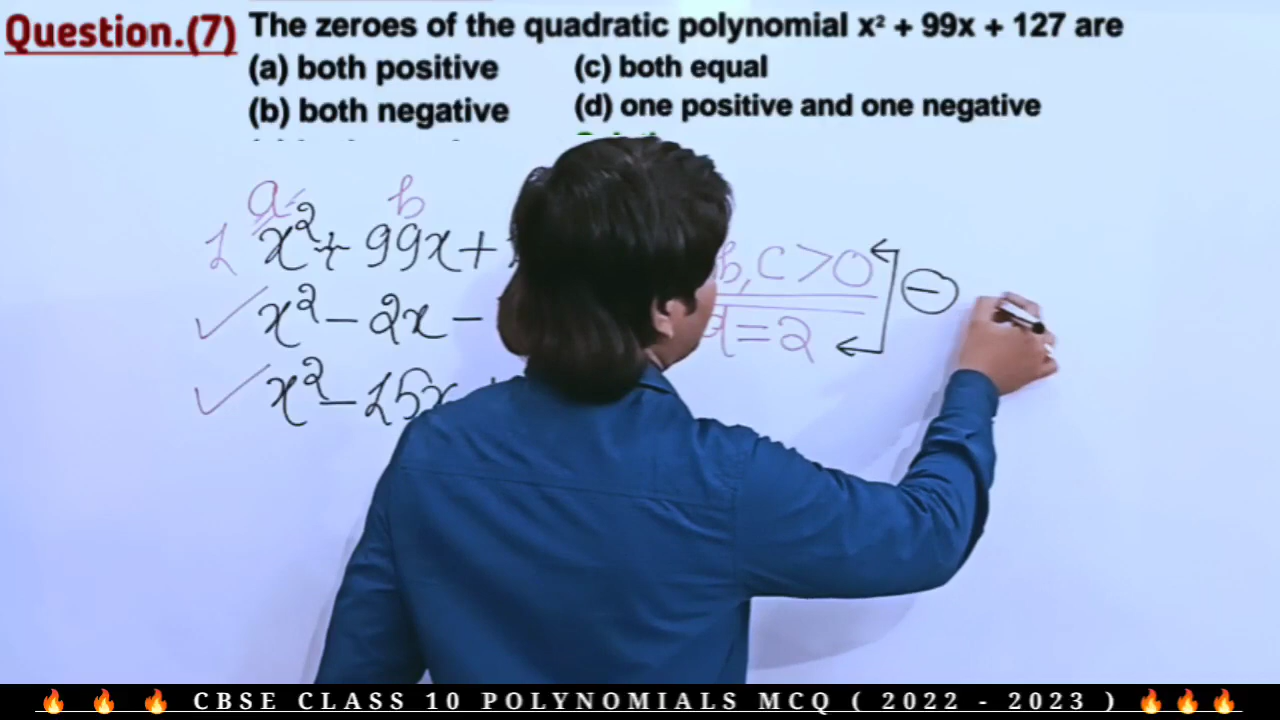 Question.(7) The zeroes of the quadratic polynomial x² + 99x + 127 are
(a) both positive (c) both equal
(b) both negative (d) one positive and one negative
a b
1 x² + 99x +
b, c > 0
x² - 2x -
= 2
x² - 15x
🔥 🔥 🔥 CBSE CLASS 10 POLYNOMIALS MCQ ( 2022 - 2023 ) 🔥🔥🔥